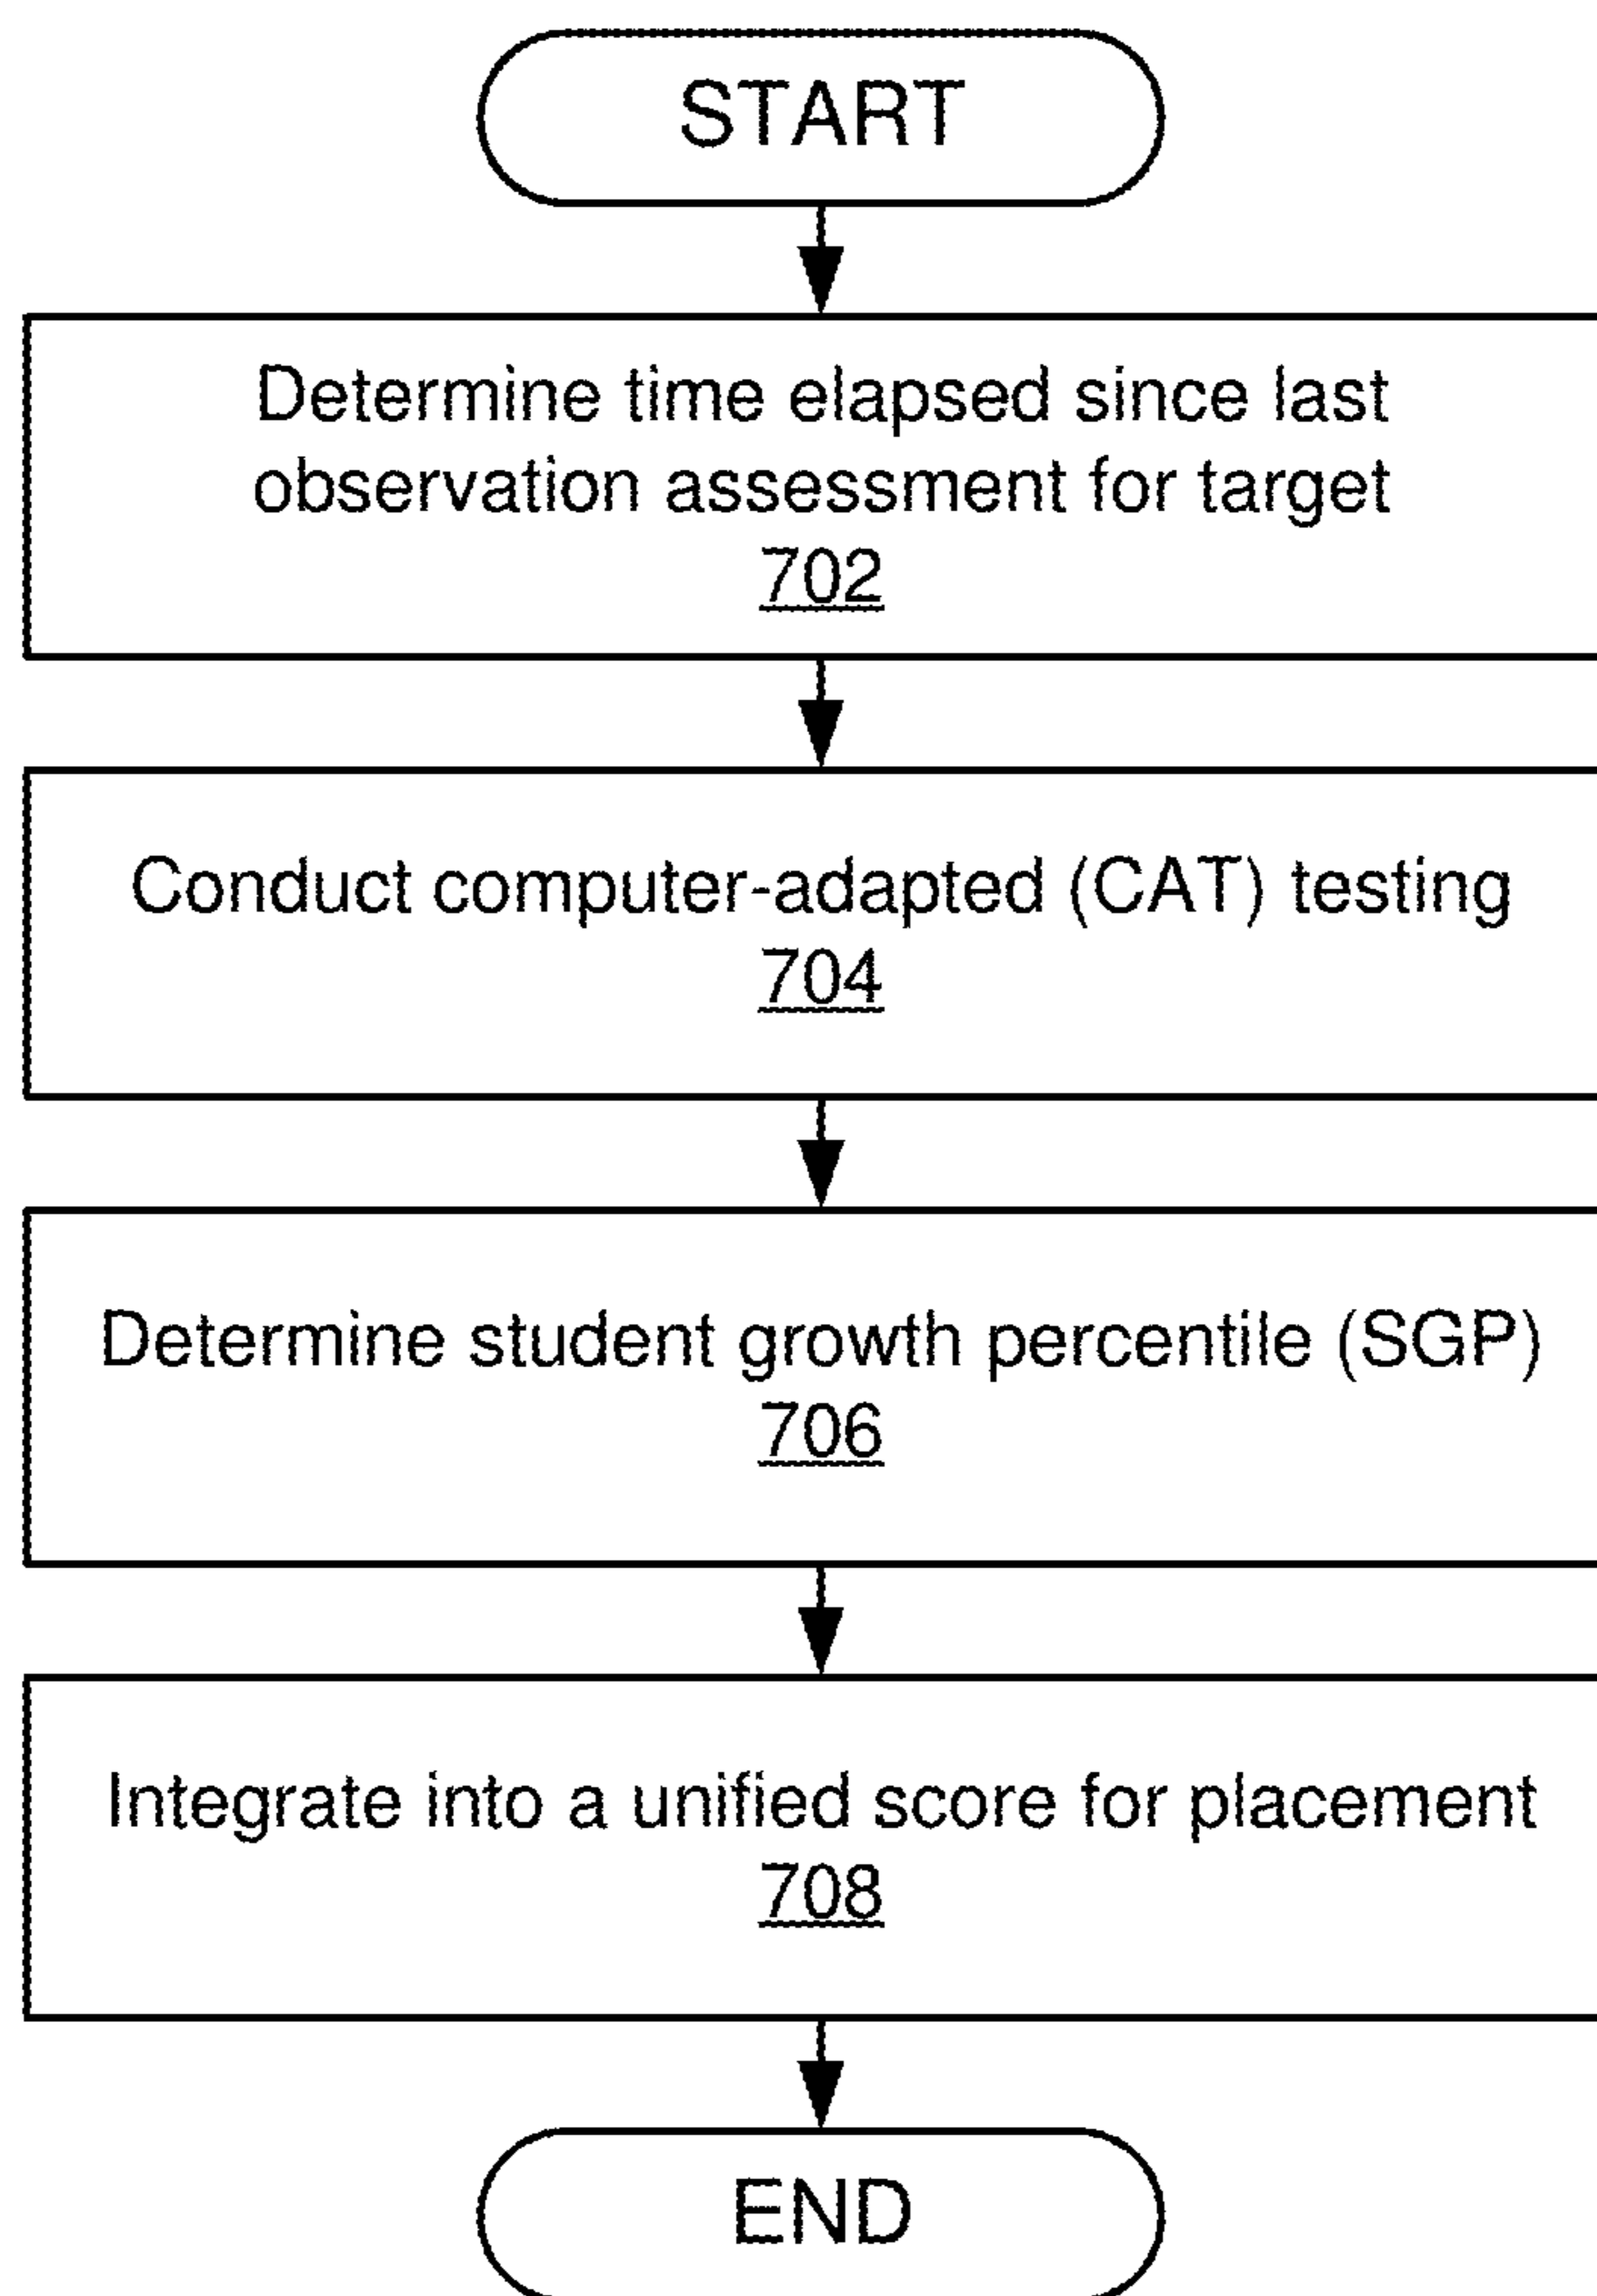 START
Determine time elapsed since last
observation assessment for target
702
Conduct computer-adapted (CAT) testing
704
Determine student growth percentile (SGP)
706
Integrate into a unified score for placement
708
END